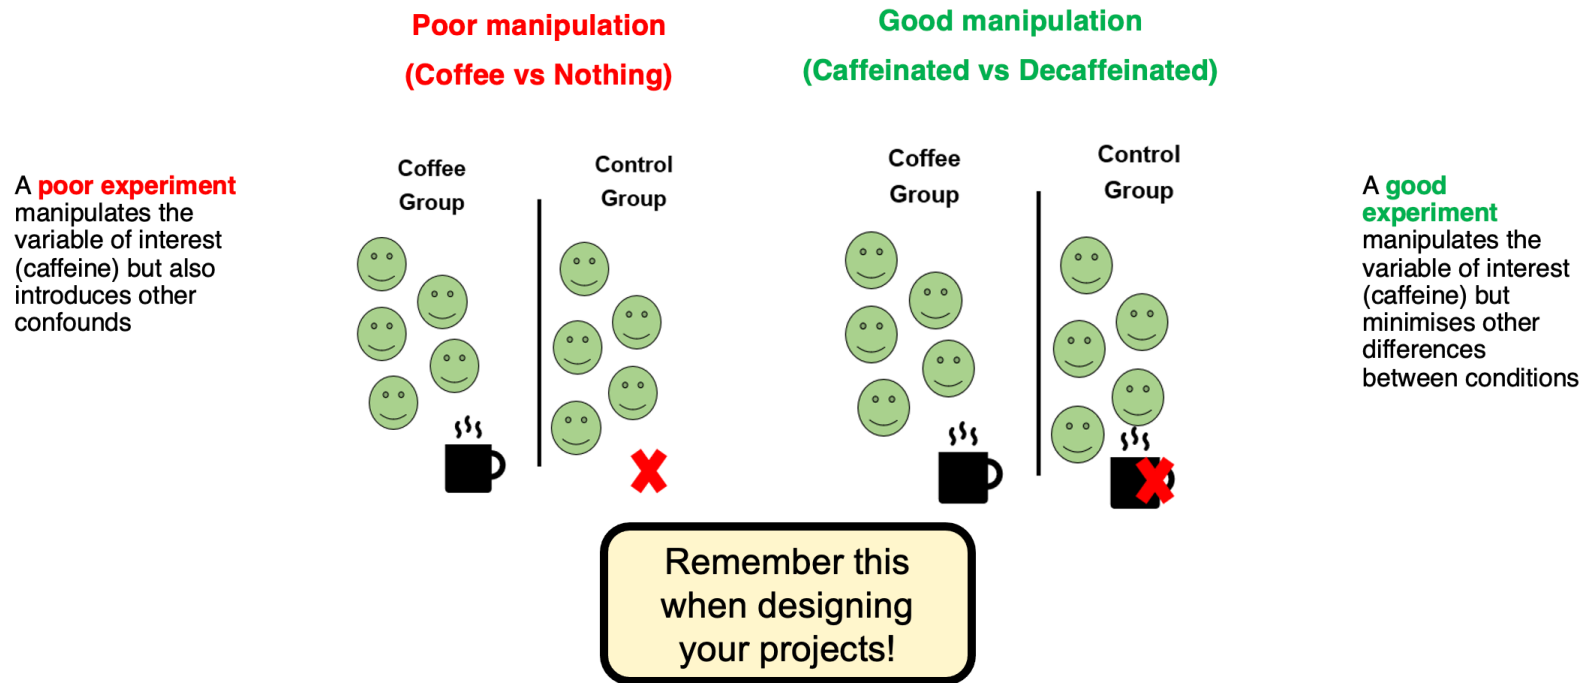 Poor manipulation
(Coffee vs Nothing)
Good manipulation
(Caffeinated vs Decaffeinated)
A poor experiment
manipulates the
variable of interest
(caffeine) but also
introduces other
confounds
Coffee
Group
Control
Group
Coffee
Group
Control
Group
A good
experiment
manipulates the
variable of interest
(caffeine) but
minimises other
differences
between conditions
Remember this
when designing
your projects!